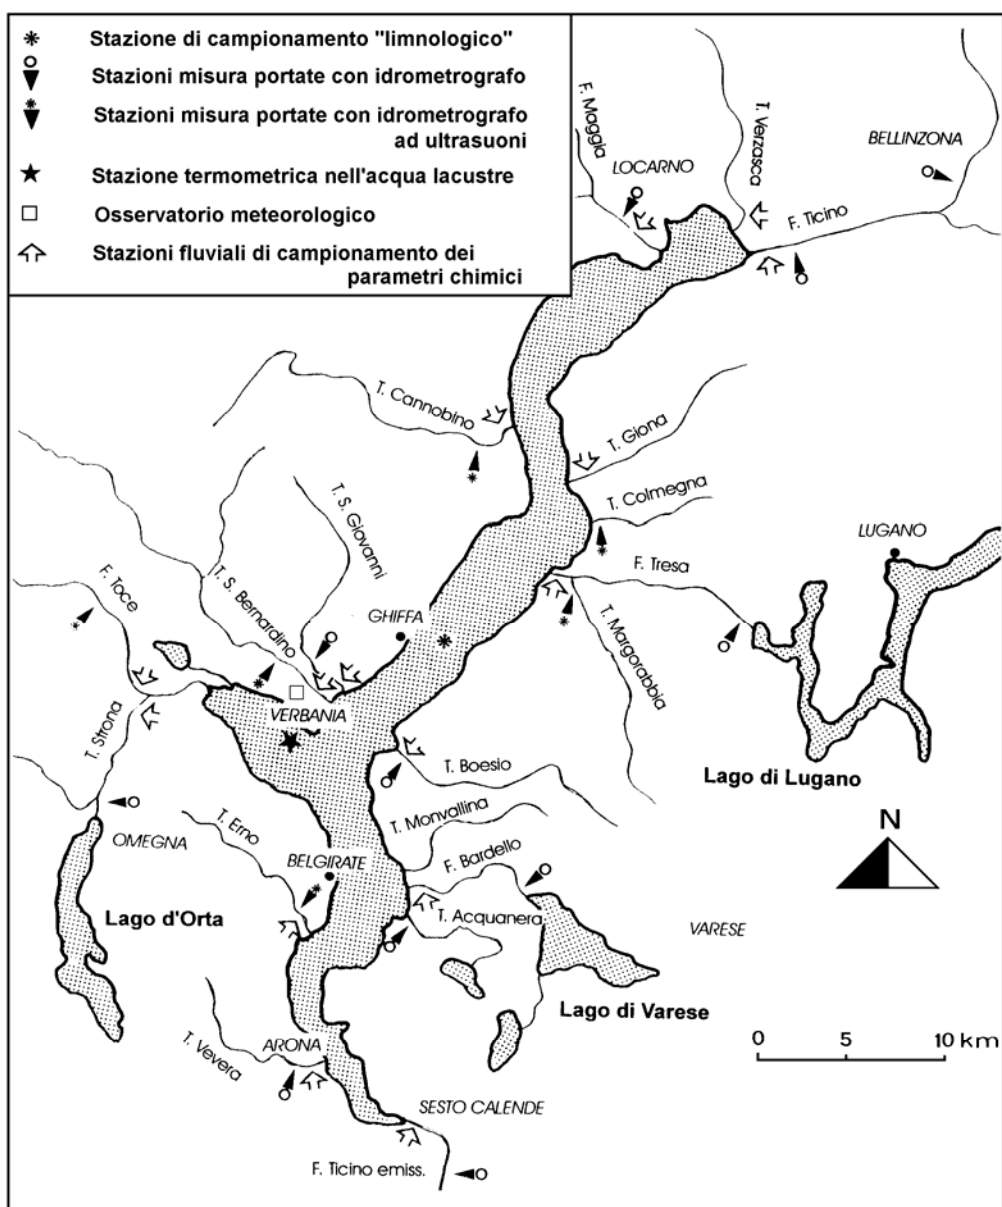 Stazione di campionamento "limnologico"
Stazioni misura portate con idrometrografo
Stazioni misura portate con idrometrografo
ad ultrasuoni
Stazione termometrica nell'acqua lacustre
Osservatorio meteorologico
Stazioni fluviali di campionamento dei
parametri chimici
F. Maggia
LOCARNO
T. Verzasca
BELLINZONA
F. Ticino
T. Cannobino
T. Giona
T. Colmegna
T. S. Giovanni
LUGANO
F. Tresa
F. Toce
T. S. Bernardino
GHIFFA
T. Margorabbia
VERBANIA
T. Strona
T. Boesio
Lago di Lugano
T. Monvallina
T. Erno
OMEGNA
BELGIRATE
F. Bardello
N
Lago d'Orta
T. Acquanera
VARESE
Lago di Varese
T. Vevera
ARONA
0 5 10 km
SESTO CALENDE
F. Ticino emiss.